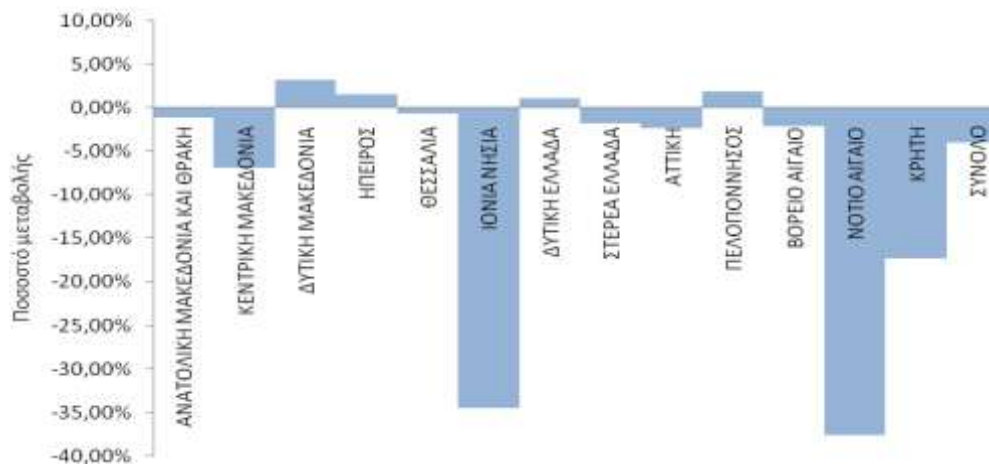 10,00%
5,00%
0,00%
-5,00%
-10,00%
-15,00%
-20,00%
-25,00%
-30,00%
-35,00%
-40,00%
Ποσοστό μεταβολής
ΑΝΑΤΟΛΙΚΗ ΜΑΚΕΔΟΝΙΑ ΚΑΙ ΘΡΑΚΗ
ΚΕΝΤΡΙΚΗ ΜΑΚΕΔΟΝΙΑ
ΔΥΤΙΚΗ ΜΑΚΕΔΟΝΙΑ
ΗΠΕΙΡΟΣ
ΘΕΣΣΑΛΙΑ
ΙΟΝΙΑ ΝΗΣΙΑ
ΔΥΤΙΚΗ ΕΛΛΑΔΑ
ΣΤΕΡΕΑ ΕΛΛΑΔΑ
ΑΤΤΙΚΗ
ΠΕΛΟΠΟΝΝΗΣΟΣ
ΒΟΡΕΙΟ ΑΙΓΑΙΟ
ΝΟΤΙΟ ΑΙΓΑΙΟ
ΚΡΗΤΗ
ΣΥΝΟΛΟ